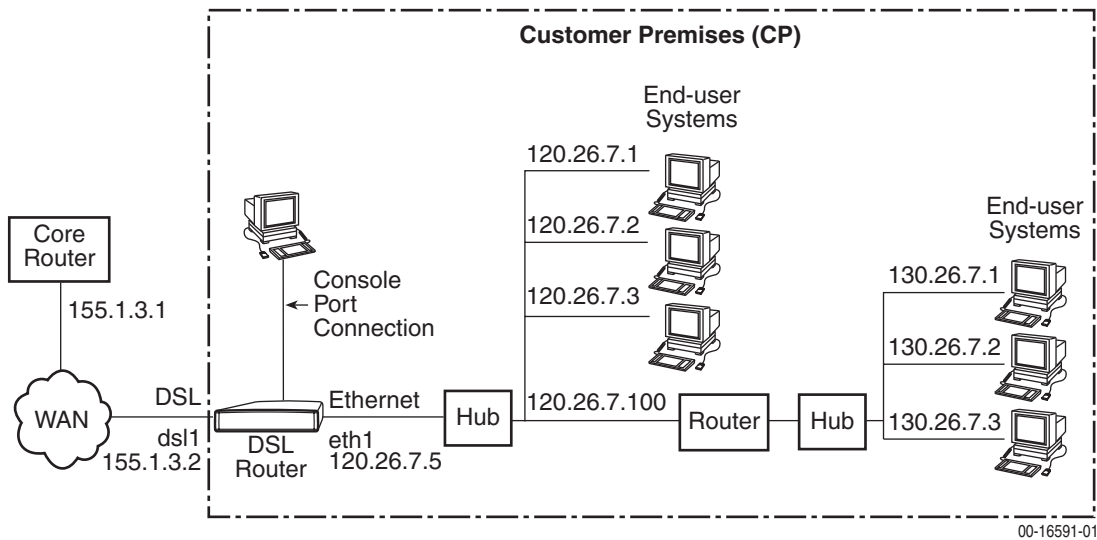 Customer Premises (CP)
End-user
Systems
120.26.7.1
120.26.7.2
120.26.7.3
120.26.7.100
End-user
Systems
130.26.7.1
130.26.7.2
130.26.7.3
Core
Router
155.1.3.1
Console
Port
Connection
WAN
DSL
dsl1
155.1.3.2
DSL
Router
Ethernet
eth1
120.26.7.5
Hub
Router
Hub
00-16591-01